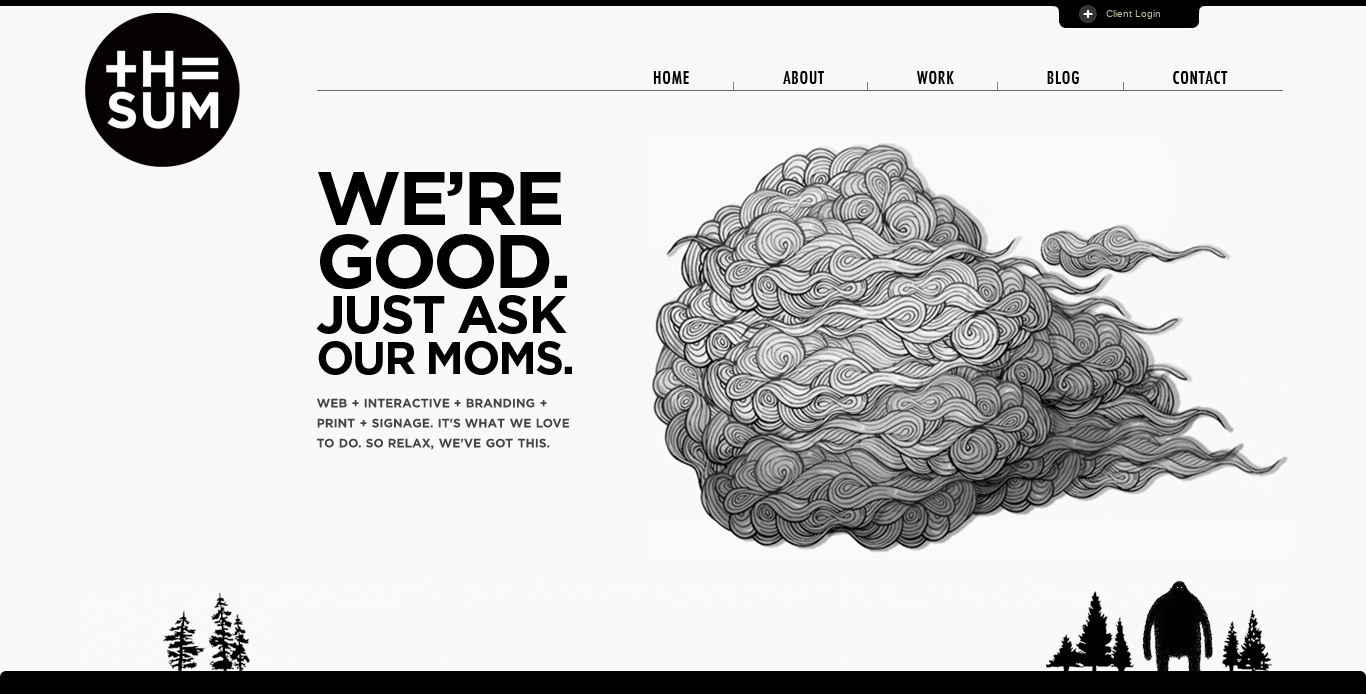 Client Login
tHE
SUM
HOME ABOUT WORK BLOG CONTACT
WE'RE
GOOD.
JUST ASK
OUR MOMS.
WEB + INTERACTIVE + BRANDING +
PRINT + SIGNAGE. IT'S WHAT WE LOVE
TO DO. SO RELAX, WE'VE GOT THIS.